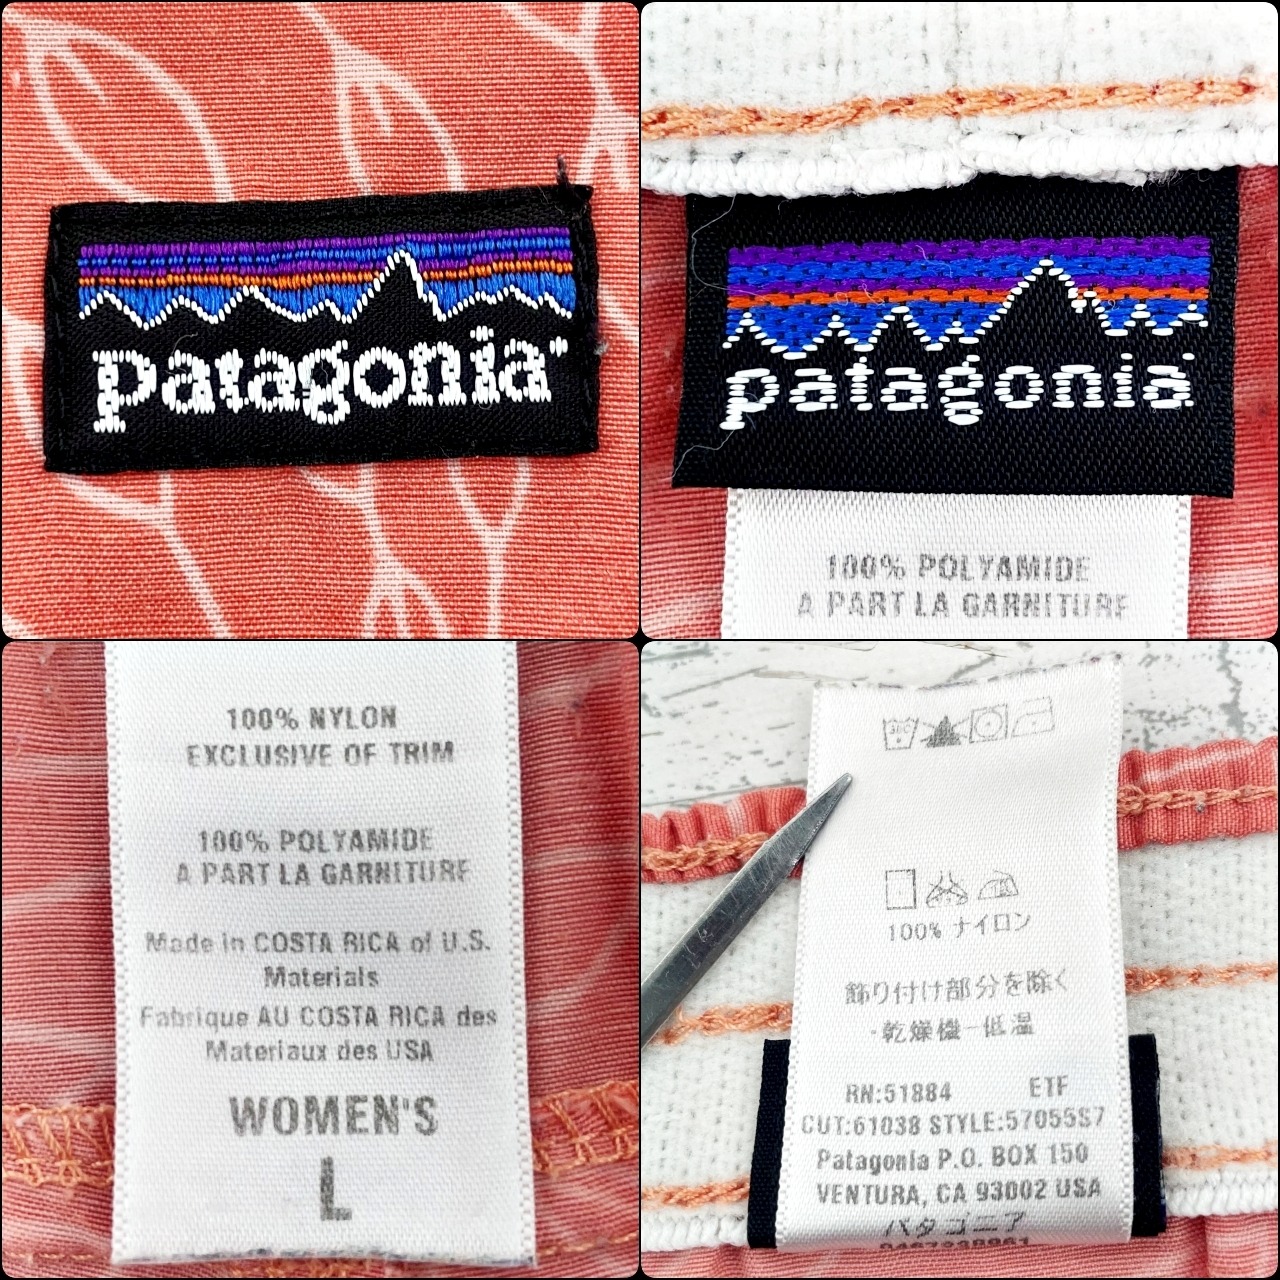 patagonia®
patagonia
100% POLYAMIDE
A PART LA GARNITURE
100% NYLON
EXCLUSIVE OF TRIM
100% POLYAMIDE
A PART LA GARNITURE
Made in COSTA RICA of U.S.
Materials
Fabrique AU COSTA RICA des
Materiaux des USA
WOMEN'S
L
100% ナイロン
飾り付け部分を除く
・乾燥機-低温
RN:51884 ETF
CUT:61038 STYLE:57055S7
Patagonia P.O. BOX 150
VENTURA, CA 93002 USA
パタゴニア